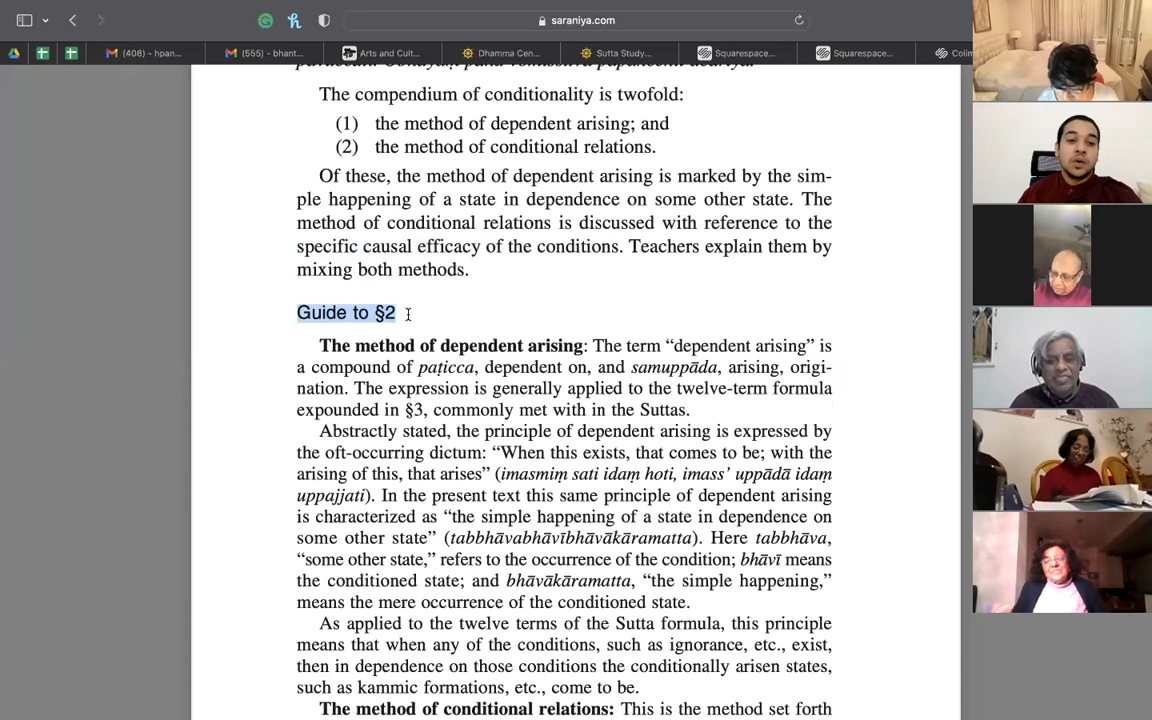 saraniya.com
(408) - hpan...
(555) - bhant...
Arts and Cult...
Dhamma Cen...
Sutta Study...
Squarespace...
Squarespace...
Colim
The compendium of conditionality is twofold:
(1) the method of dependent arising; and
(2) the method of conditional relations.
Of these, the method of dependent arising is marked by the sim-
ple happening of a state in dependence on some other state. The
method of conditional relations is discussed with reference to the
specific causal efficacy of the conditions. Teachers explain them by
mixing both methods.
Guide to §2
The method of dependent arising: The term “dependent arising” is
a compound of paṭicca, dependent on, and samuppāda, arising, origi-
nation. The expression is generally applied to the twelve-term formula
expounded in §3, commonly met with in the Suttas.
Abstractly stated, the principle of dependent arising is expressed by
the oft-occurring dictum: “When this exists, that comes to be; with the
arising of this, that arises” (imasmiṃ sati idaṃ hoti, imass’ uppādā idaṃ
uppajjati). In the present text this same principle of dependent arising
is characterized as “the simple happening of a state in dependence on
some other state” (tabbhāvabhāvībhāvākāramatta). Here tabbhāva,
“some other state,” refers to the occurrence of the condition; bhāvī means
the conditioned state; and bhāvākāramatta, “the simple happening,”
means the mere occurrence of the conditioned state.
As applied to the twelve terms of the Sutta formula, this principle
means that when any of the conditions, such as ignorance, etc., exist,
then in dependence on those conditions the conditionally arisen states,
such as kammic formations, etc., come to be.
The method of conditional relations: This is the method set forth